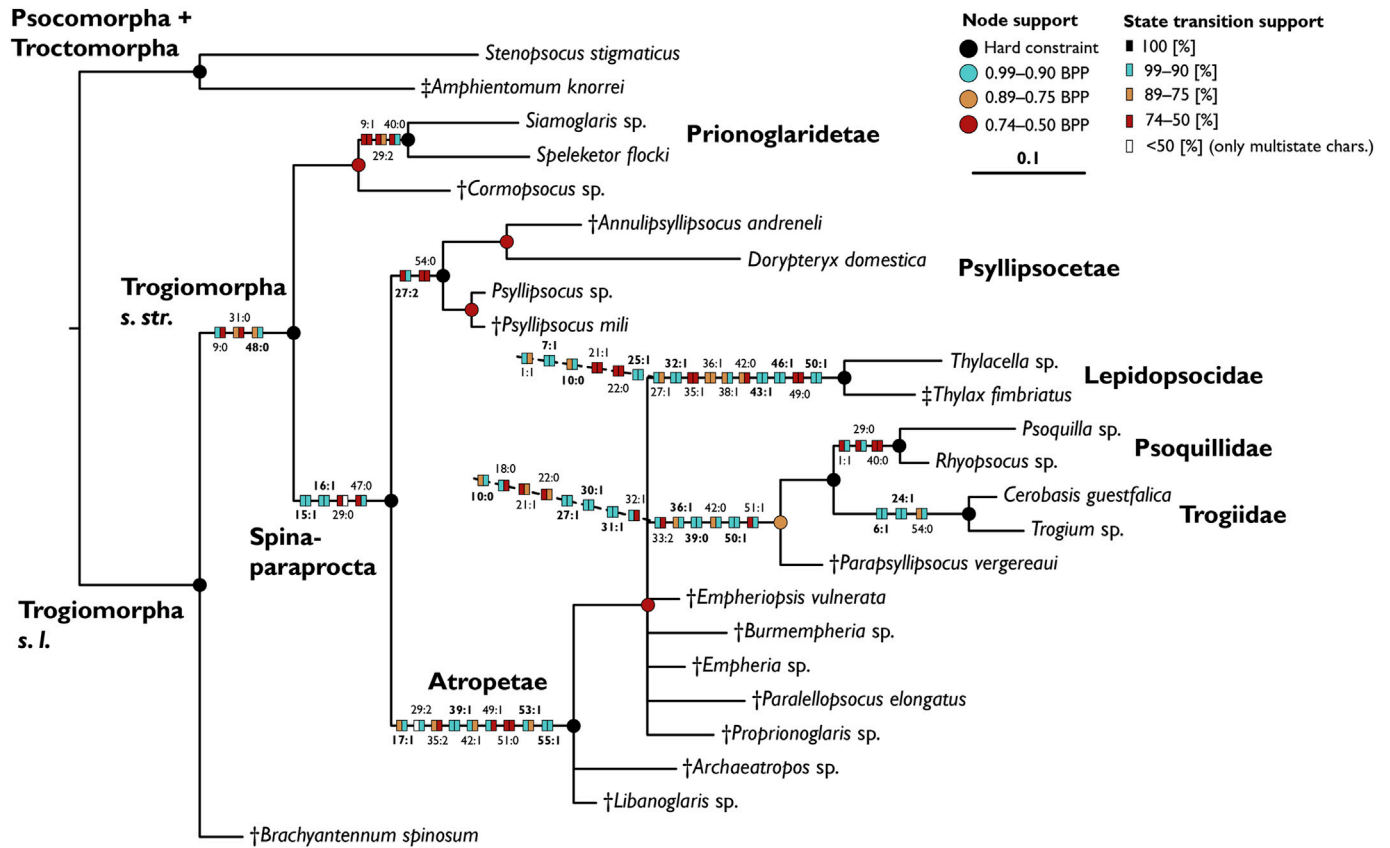 Psocomorpha +
Troctomorpha
Stenopsocus stigmaticus
‡Amphientomum knorrei
Node support
Hard constraint
0.99–0.90 BPP
0.89–0.75 BPP
0.74–0.50 BPP
0.1
State transition support
100 [%]
99–90 [%]
89–75 [%]
74–50 [%]
<50 [%] (only multistate chars.)
9:1 40:0
29:2
Siamoglaris sp.
Speleketor flocki
Prionoglaridetae
†Cormopsocus sp.
†Annulipsyllipsocus andreneli
Dorypteryx domestica
Psyllipsocetae
54:0
27:2
Psyllipsocus sp.
†Psyllipsocus mili
Trogiomorpha
s. str.
31:0
9:0 48:0
7:1 21:1 25:1 32:1 36:1 42:0 46:1 50:1
1:1 10:0 22:0 27:1 35:1 38:1 43:1 49:0
Thylacella sp.
‡Thylax fimbriatus
Lepidopsocidae
29:0
1:1 40:0
Psoquilla sp.
Rhyopsocus sp.
Psoquillidae
18:0 22:0 30:1 32:1 36:1 42:0 51:1
10:0 21:1 27:1 31:1 33:2 39:0 50:1
24:1
6:1 54:0
Cerobasis guestfalica
Trogium sp.
Trogiidae
†Parapsyllipsocus vergereaui
16:1 47:0
15:1 29:0
Spina-
paraprocta
Trogiomorpha
s. l.
†Empheriopsis vulnerata
†Burmempheria sp.
†Empheria sp.
†Paralellopsocus elongatus
†Proprionoglaris sp.
Atropetae
29:2 39:1 49:1 53:1
17:1 35:2 42:1 51:0 55:1
†Archaeatropos sp.
†Libanoglaris sp.
†Brachyantennum spinosum